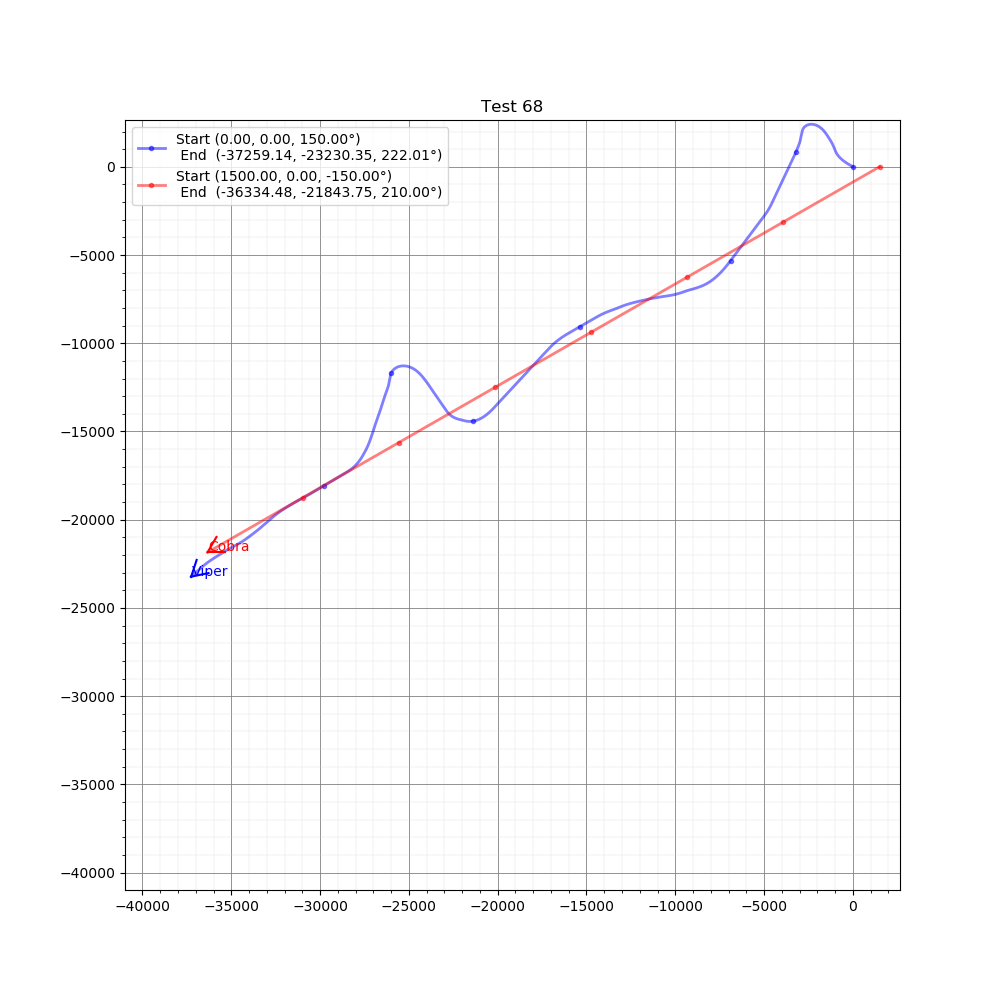 Test 68
Start (0.00, 0.00, 150.00°)
End (-37259.14, -23230.35, 222.01°)
Start (1500.00, 0.00, -150.00°)
End (-36334.48, -21843.75, 210.00°)
0
−5000
−10000
−15000
−20000
Cobra
Viper
−25000
−30000
−35000
−40000
−40000 −35000 −30000 −25000 −20000 −15000 −10000 −5000 0